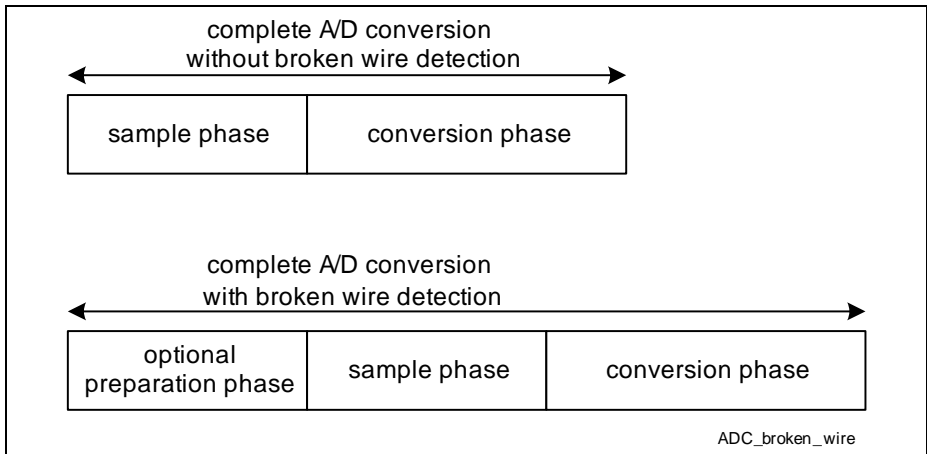 complete A/D conversion
without broken wire detection
sample phase
conversion phase
complete A/D conversion
with broken wire detection
optional
preparation phase
sample phase
conversion phase
ADC_broken_wire